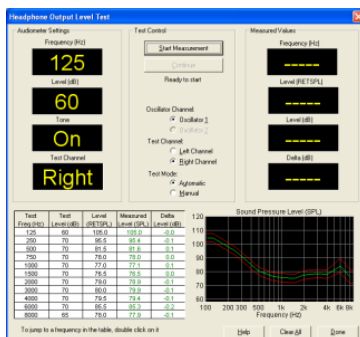 Headphone Output Level Test
Audiometer Settings
Frequency (Hz)
125
Level (dB)
60
Tone
On
Test Channel
Right
Test Control
Start Measurement
Continue
Ready to start
Oscillator Channel:
Oscillator 1
Oscillator 2
Test Channel:
Left Channel
Right Channel
Test Mode:
Automatic
Manual
Measured Values
Frequency (Hz)
-----
Level (RETSPL)
-----
Level (dB)
-----
Delta (dB)
-----
Test Freq.(Hz) Test Level (dB) Level (RETSPL) Measured Level (SPL) Delta Level (dB)
125 60 105.0 105.0 -0.0
250 70 95.5 95.4 -0.1
500 70 81.5 81.6 0.1
750 70 78.0 78.0 0.0
1000 70 77.0 77.1 0.1
1500 70 76.5 76.5 0.0
2000 70 79.0 78.9 -0.1
3000 70 80.0 79.8 -0.1
4000 70 79.5 79.4 -0.1
6000 70 85.5 85.3 -0.2
8000 65 78.0 77.9 -0.1
To jump to a frequency in the table, double click on it
Sound Pressure Level (SPL)
120
110
100
90
80
70
60
100 200 300 500 1k 2k 4k 6k 8k
Frequency (Hz)
Help
Clear All
Done